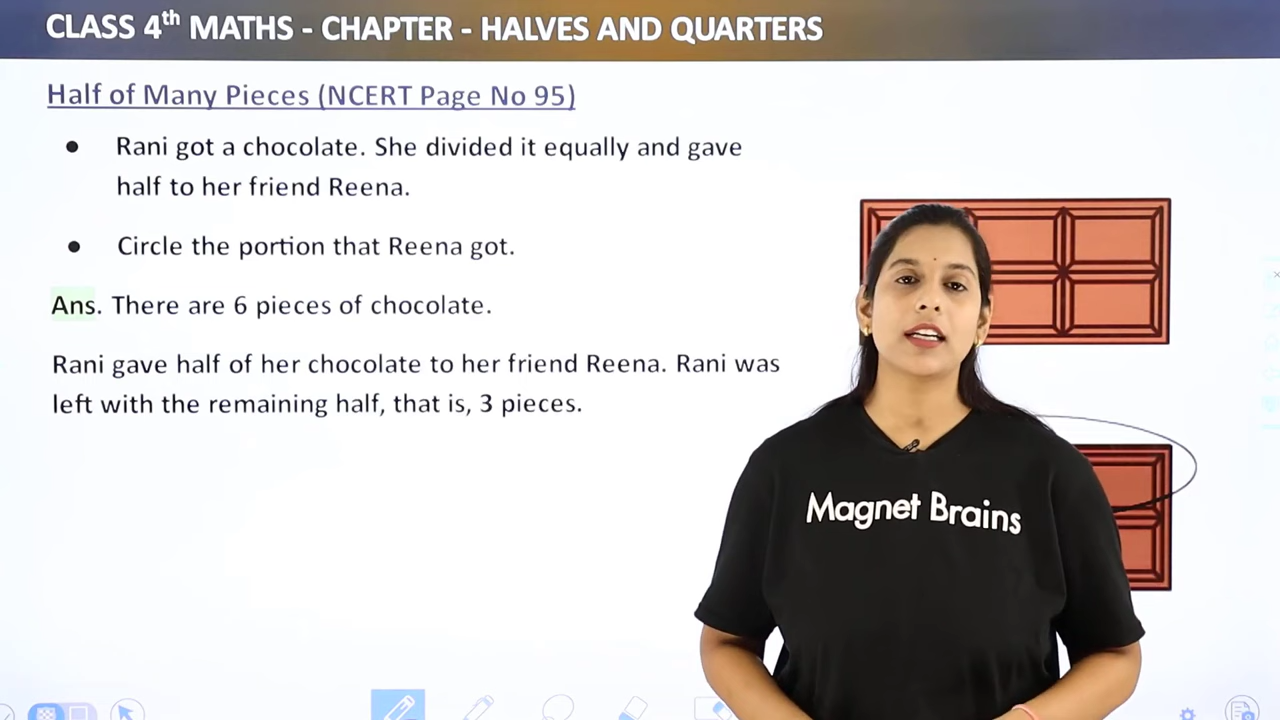 CLASS 4th MATHS - CHAPTER - HALVES AND QUARTERS
Half of Many Pieces (NCERT Page No 95)
• Rani got a chocolate. She divided it equally and gave
half to her friend Reena.
• Circle the portion that Reena got.
Ans. There are 6 pieces of chocolate.
Rani gave half of her chocolate to her friend Reena. Rani was
left with the remaining half, that is, 3 pieces.
Magnet Brains